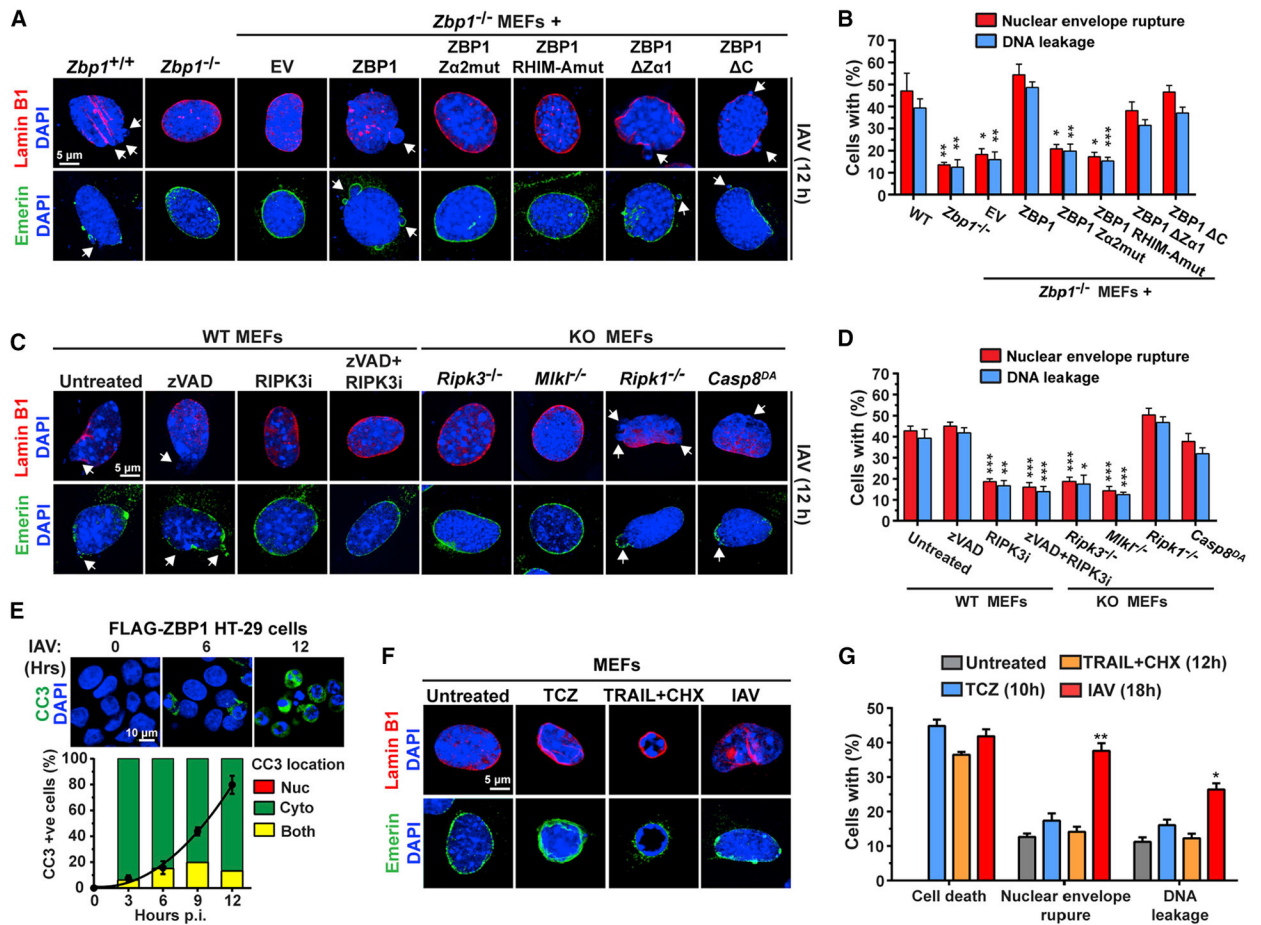 A
Zbp1-/- MEFs +
Zbp1+/+
Zbp1-/-
EV
ZBP1
ZBP1
Zα2mut
ZBP1
RHIM-Amut
ZBP1
ΔZα1
ZBP1
ΔC
Lamin B1
DAPI
5 µm
Emerin
DAPI
IAV (12 h)
B
Nuclear envelope rupture
DNA leakage
Cells with (%)
70
60
50
40
30
20
10
0
**
**
*
**
*
**
*
***
WT
Zbp1-/-
EV
ZBP1
ZBP1 Zα2mut
ZBP1 RHIM-Amut
ZBP1 ΔZα1
ZBP1 ΔC
Zbp1-/- MEFs +
C
WT MEFs
KO MEFs
Untreated
zVAD
RIPK3i
zVAD+
RIPK3i
Ripk3-/-
Mlkl-/-
Ripk1-/-
Casp8DA
Lamin B1
DAPI
5 µm
Emerin
DAPI
IAV (12 h)
D
Nuclear envelope rupture
DNA leakage
Cells with (%)
70
60
50
40
30
20
10
0
***
**
***
***
***
*
***
***
Untreated
zVAD
RIPK3i
zVAD+RIPK3i
Ripk3-/-
Mlkl-/-
Ripk1-/-
Casp8DA
WT MEFs
KO MEFs
E
FLAG-ZBP1 HT-29 cells
IAV: 0 6 12
(Hrs)
CC3
DAPI
10 µm
CC3 +ve cells (%)
100
80
60
40
20
0
0 3 6 9 12
Hours p.i.
CC3 location
Nuc
Cyto
Both
F
MEFs
Untreated
TCZ
TRAIL+CHX
IAV
Lamin B1
DAPI
5 µm
Emerin
DAPI
G
Untreated
TRAIL+CHX (12h)
TCZ (10h)
IAV (18h)
Cells with (%)
50
40
30
20
10
0
**
*
Cell death
Nuclear envelope
rupure
DNA
leakage